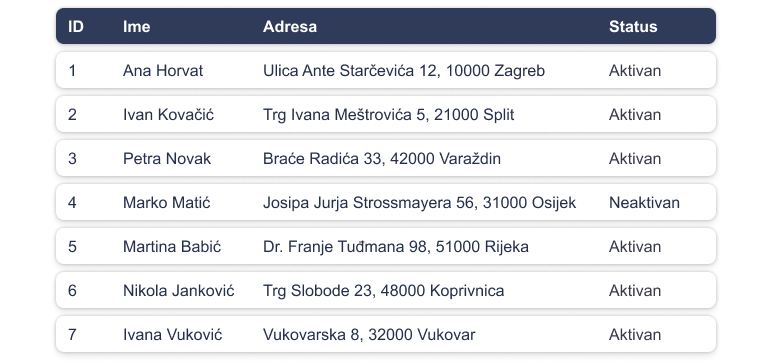 ID Ime Adresa Status
1 Ana Horvat Ulica Ante Starčevića 12, 10000 Zagreb Aktivan
2 Ivan Kovačić Trg Ivana Meštrovića 5, 21000 Split Aktivan
3 Petra Novak Braće Radića 33, 42000 Varaždin Aktivan
4 Marko Matić Josipa Jurja Strossmayera 56, 31000 Osijek Neaktivan
5 Martina Babić Dr. Franje Tuđmana 98, 51000 Rijeka Aktivan
6 Nikola Janković Trg Slobode 23, 48000 Koprivnica Aktivan
7 Ivana Vuković Vukovarska 8, 32000 Vukovar Aktivan